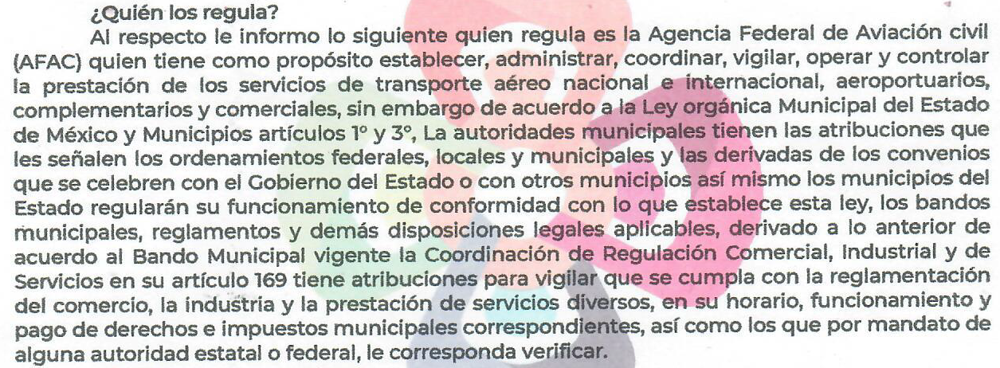 ¿Quién los regula?
Al respecto le informo lo siguiente quien regula es la Agencia Federal de Aviación civil
(AFAC) quien tiene como propósito establecer, administrar, coordinar, vigilar, operar y controlar
la prestación de los servicios de transporte aéreo nacional e internacional, aeroportuarios,
complementarios y comerciales, sin embargo de acuerdo a la Ley orgánica Municipal del Estado
de México y Municipios artículos 1º y 3º, La autoridades municipales tienen las atribuciones que
les señalen los ordenamientos federales, locales y municipales y las derivadas de los convenios
que se celebren con el Gobierno del Estado o con otros municipios así mismo los municipios del
Estado regularán su funcionamiento de conformidad con lo que establece esta ley, los bandos
municipales, reglamentos y demás disposiciones legales aplicables, derivado a lo anterior de
acuerdo al Bando Municipal vigente la Coordinación de Regulación Comercial, Industrial y de
Servicios en su artículo 169 tiene atribuciones para vigilar que se cumpla con la reglamentación
del comercio, la industria y la prestación de servicios diversos, en su horario, funcionamiento y
pago de derechos e impuestos municipales correspondientes, así como los que por mandato de
alguna autoridad estatal o federal, le corresponda verificar.